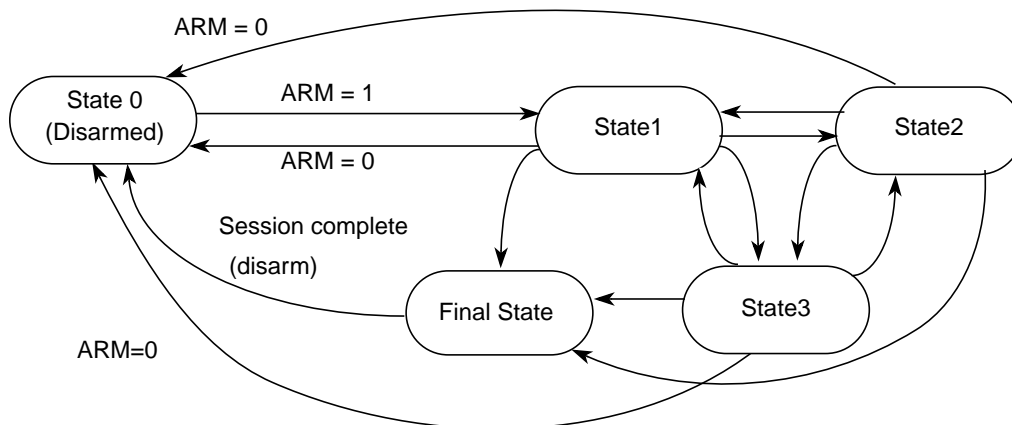 ARM = 0
State 0
(Disarmed)
ARM = 1
ARM = 0
State1
State2
Session complete
(disarm)
Final State
State3
ARM=0